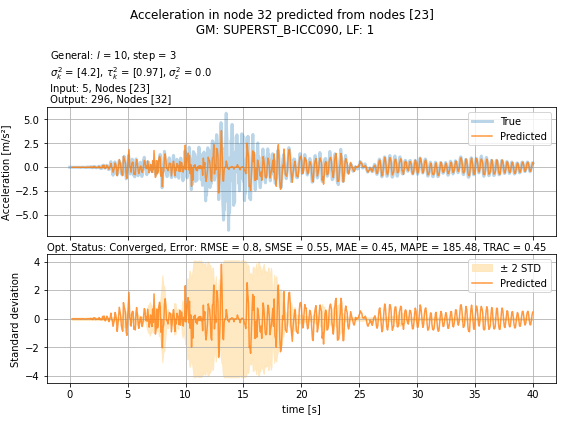 Acceleration in node 32 predicted from nodes [23]
GM: SUPERST_B-ICC090, LF: 1
General: l = 10, step = 3
σ²ₖ = [4.2], τ²ₖ = [0.97], σ²ε = 0.0
Input: 5, Nodes [23]
Output: 296, Nodes [32]
5.0
2.5
0.0
−2.5
−5.0
Acceleration [m/s²]
True
Predicted
Opt. Status: Converged, Error: RMSE = 0.8, SMSE = 0.55, MAE = 0.45, MAPE = 185.48, TRAC = 0.45
4
2
0
−2
−4
Standard deviation
± 2 STD
Predicted
0 5 10 15 20 25 30 35 40
time [s]